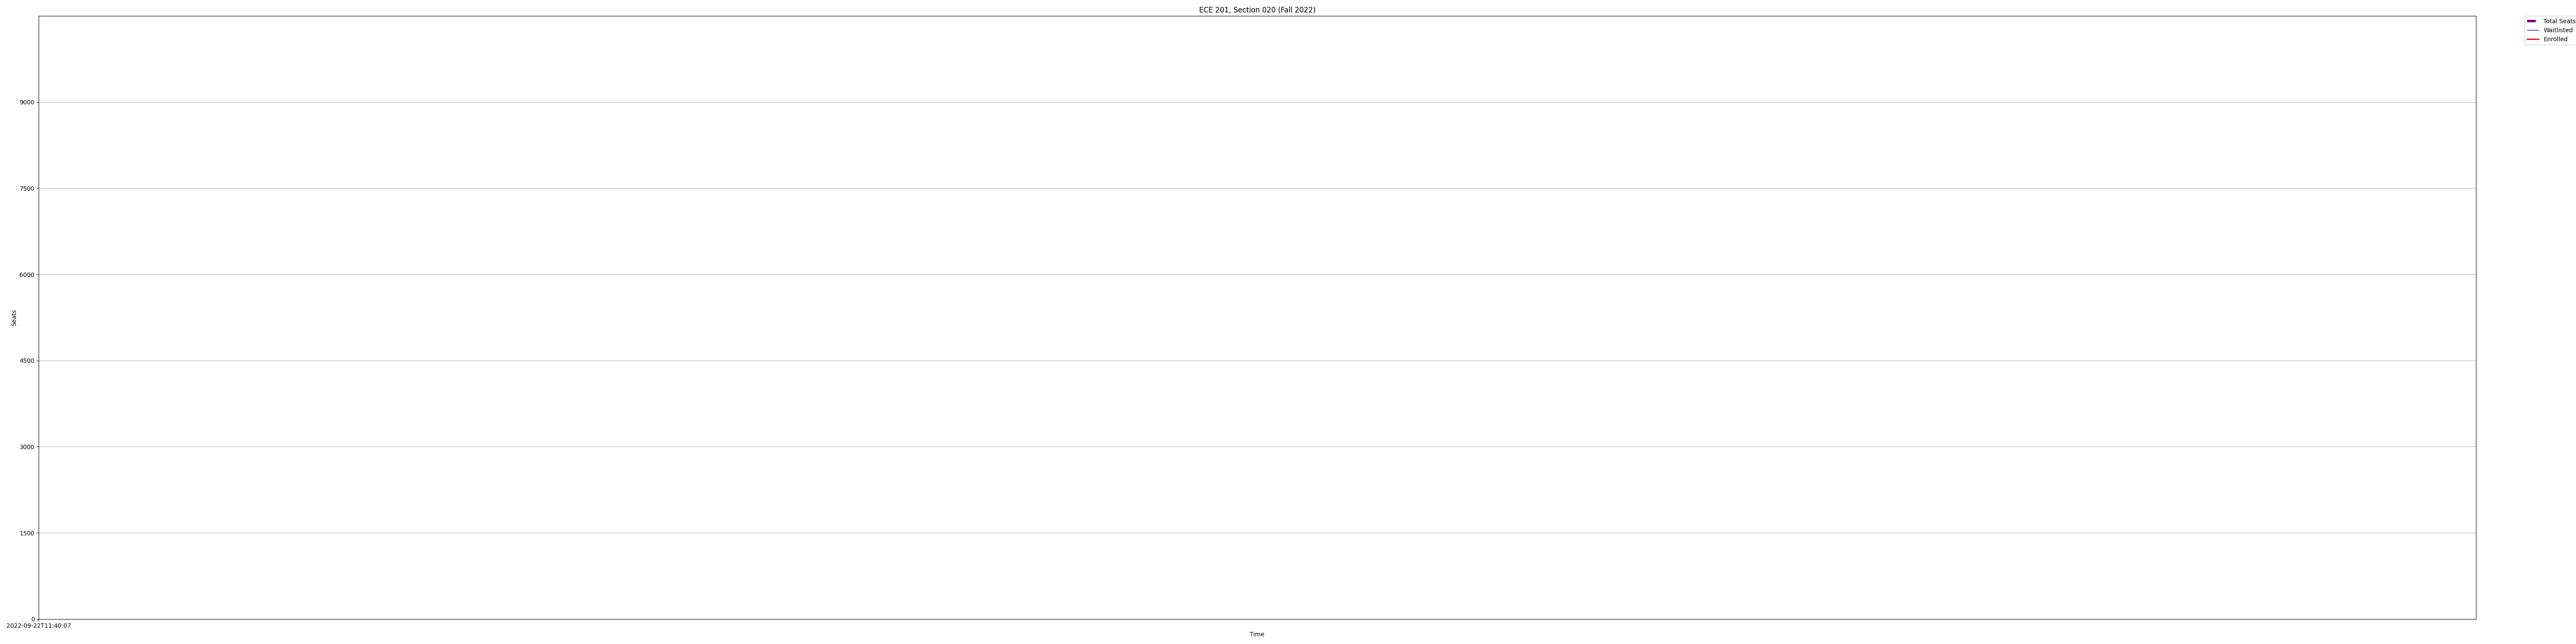 ECE 201, Section 020 (Fall 2022)
Total Seats
Waitlisted
Enrolled
9000
7500
6000
Seats
4500
3000
1500
0
2022-09-22T11:40:07
Time